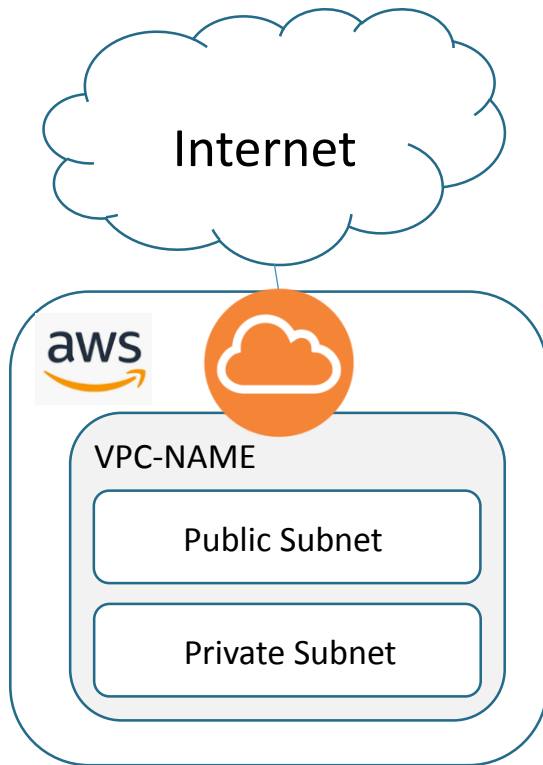 Internet
aws
VPC-NAME
Public Subnet
Private Subnet